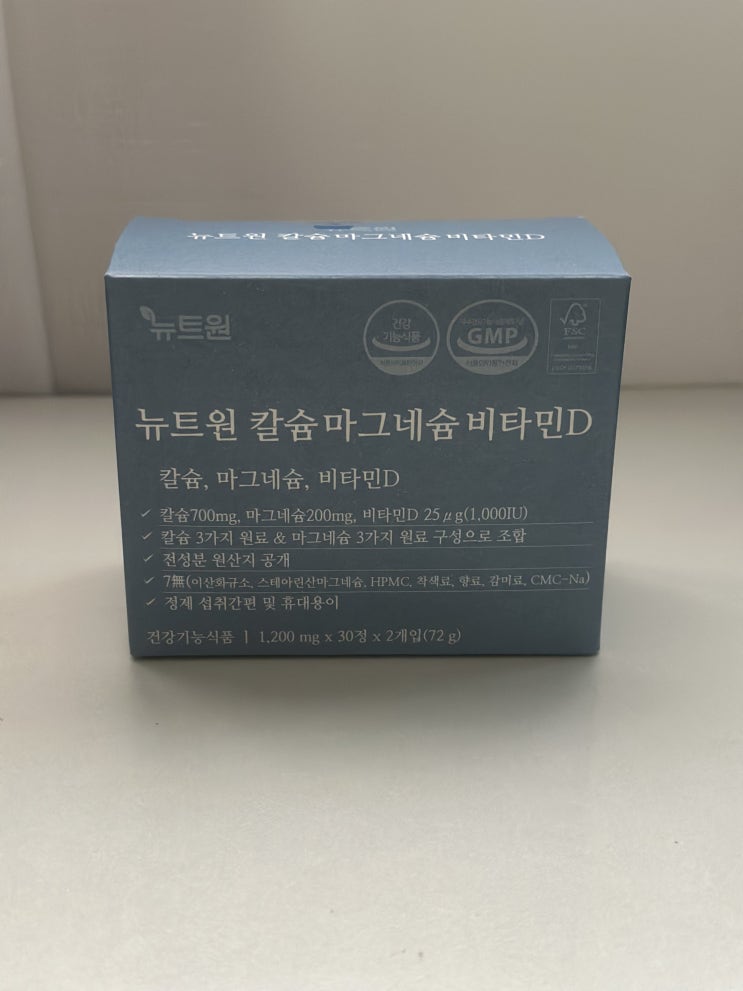 뉴트원 칼슘마그네슘비타민D
뉴트원
건강
기능식품
GMP
FSC
뉴트원 칼슘마그네슘비타민D
칼슘, 마그네슘, 비타민D
✓ 칼슘700mg, 마그네슘200mg, 비타민D 25㎍(1,000IU)
✓ 칼슘 3가지 원료 & 마그네슘 3가지 원료 구성으로 조합
✓ 전성분 원산지 공개
✓ 7無(이산화규소, 스테아린산마그네슘, HPMC, 착색료, 향료, 감미료, CMC-Na)
✓ 정제 섭취간편 및 휴대용이
건강기능식품 | 1,200 mg x 30정 x 2개입(72 g)